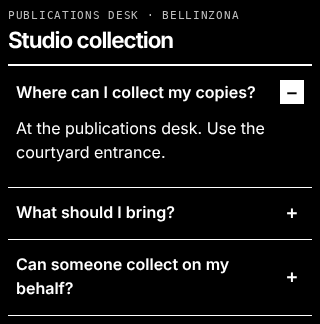 PUBLICATIONS DESK · BELLINZONA
Studio collection
Where can I collect my copies? −
At the publications desk. Use the
courtyard entrance.
What should I bring? +
Can someone collect on my
behalf? +